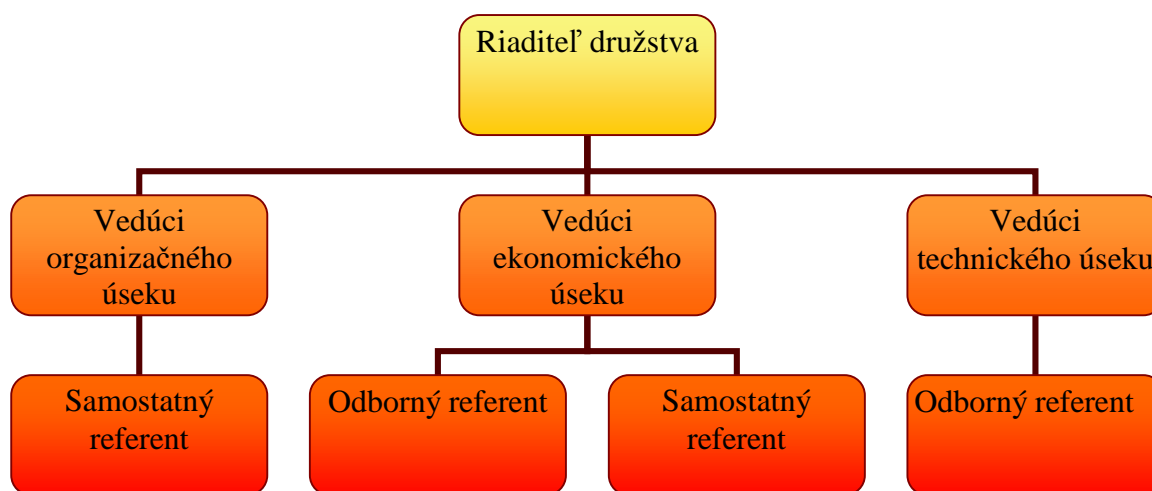 Riaditeľ družstva
Vedúci
organizačného
úseku
Vedúci
ekonomického
úseku
Vedúci
technického úseku
Samostatný
referent
Odborný referent
Samostatný
referent
Odborný referent